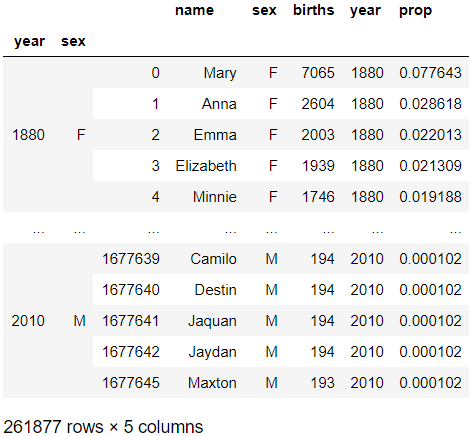 name sex births year prop
year sex
0 Mary F 7065 1880 0.077643
1 Anna F 2604 1880 0.028618
1880 F 2 Emma F 2003 1880 0.022013
3 Elizabeth F 1939 1880 0.021309
4 Minnie F 1746 1880 0.019188
... ... ... ... ... ... ... ...
1677639 Camilo M 194 2010 0.000102
1677640 Destin M 194 2010 0.000102
2010 M 1677641 Jaquan M 194 2010 0.000102
1677642 Jaydan M 194 2010 0.000102
1677645 Maxton M 193 2010 0.000102
261877 rows × 5 columns